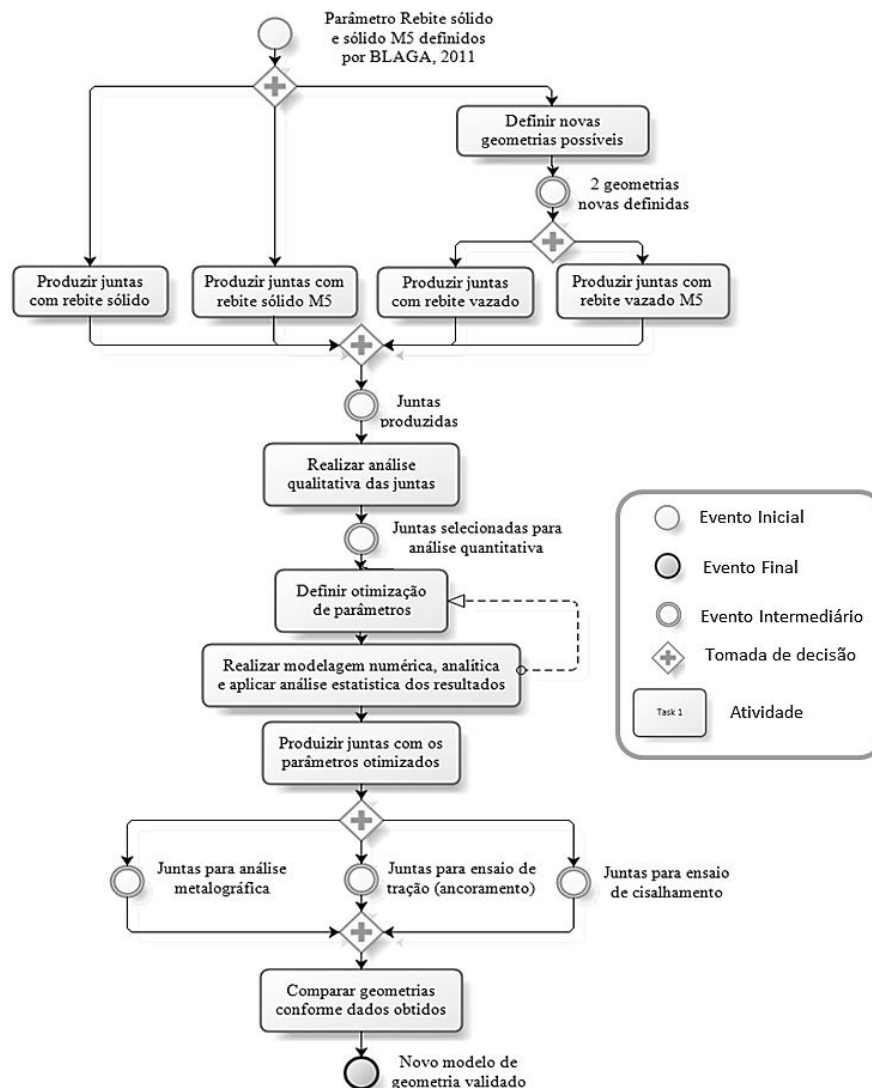 Parâmetro Rebite sólido
e sólido M5 definidos
por BLAGA, 2011
Definir novas
geometrias possíveis
2 geometrias
novas definidas
Produzir juntas
com rebite sólido
Produzir juntas com
rebite sólido M5
Produzir juntas
com rebite vazado
Produzir juntas com
rebite vazado M5
Juntas
produzidas
Realizar análise
qualitativa das juntas
Juntas selecionadas para
análise quantitativa
Definir otimização
de parâmetros
Realizar modelagem numérica, analítica
e aplicar análise estatistica dos resultados
Produizir juntas com os
parâmetros otimizados
Juntas para análise
metalográfica
Juntas para ensaio de
tração (ancoramento)
Juntas para ensaio
de cisalhamento
Comparar geometrias
conforme dados obtidos
Novo modelo de
geometria validado
Evento Inicial
Evento Final
Evento Intermediário
Tomada de decisão
Task 1
Atividade